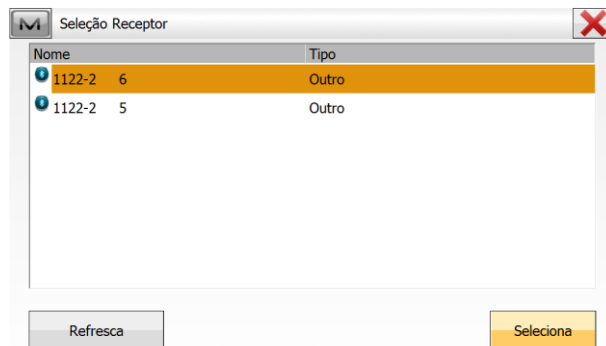 Seleção Receptor
Nome Tipo
1122-2 6 Outro
1122-2 5 Outro
Refresca Seleciona